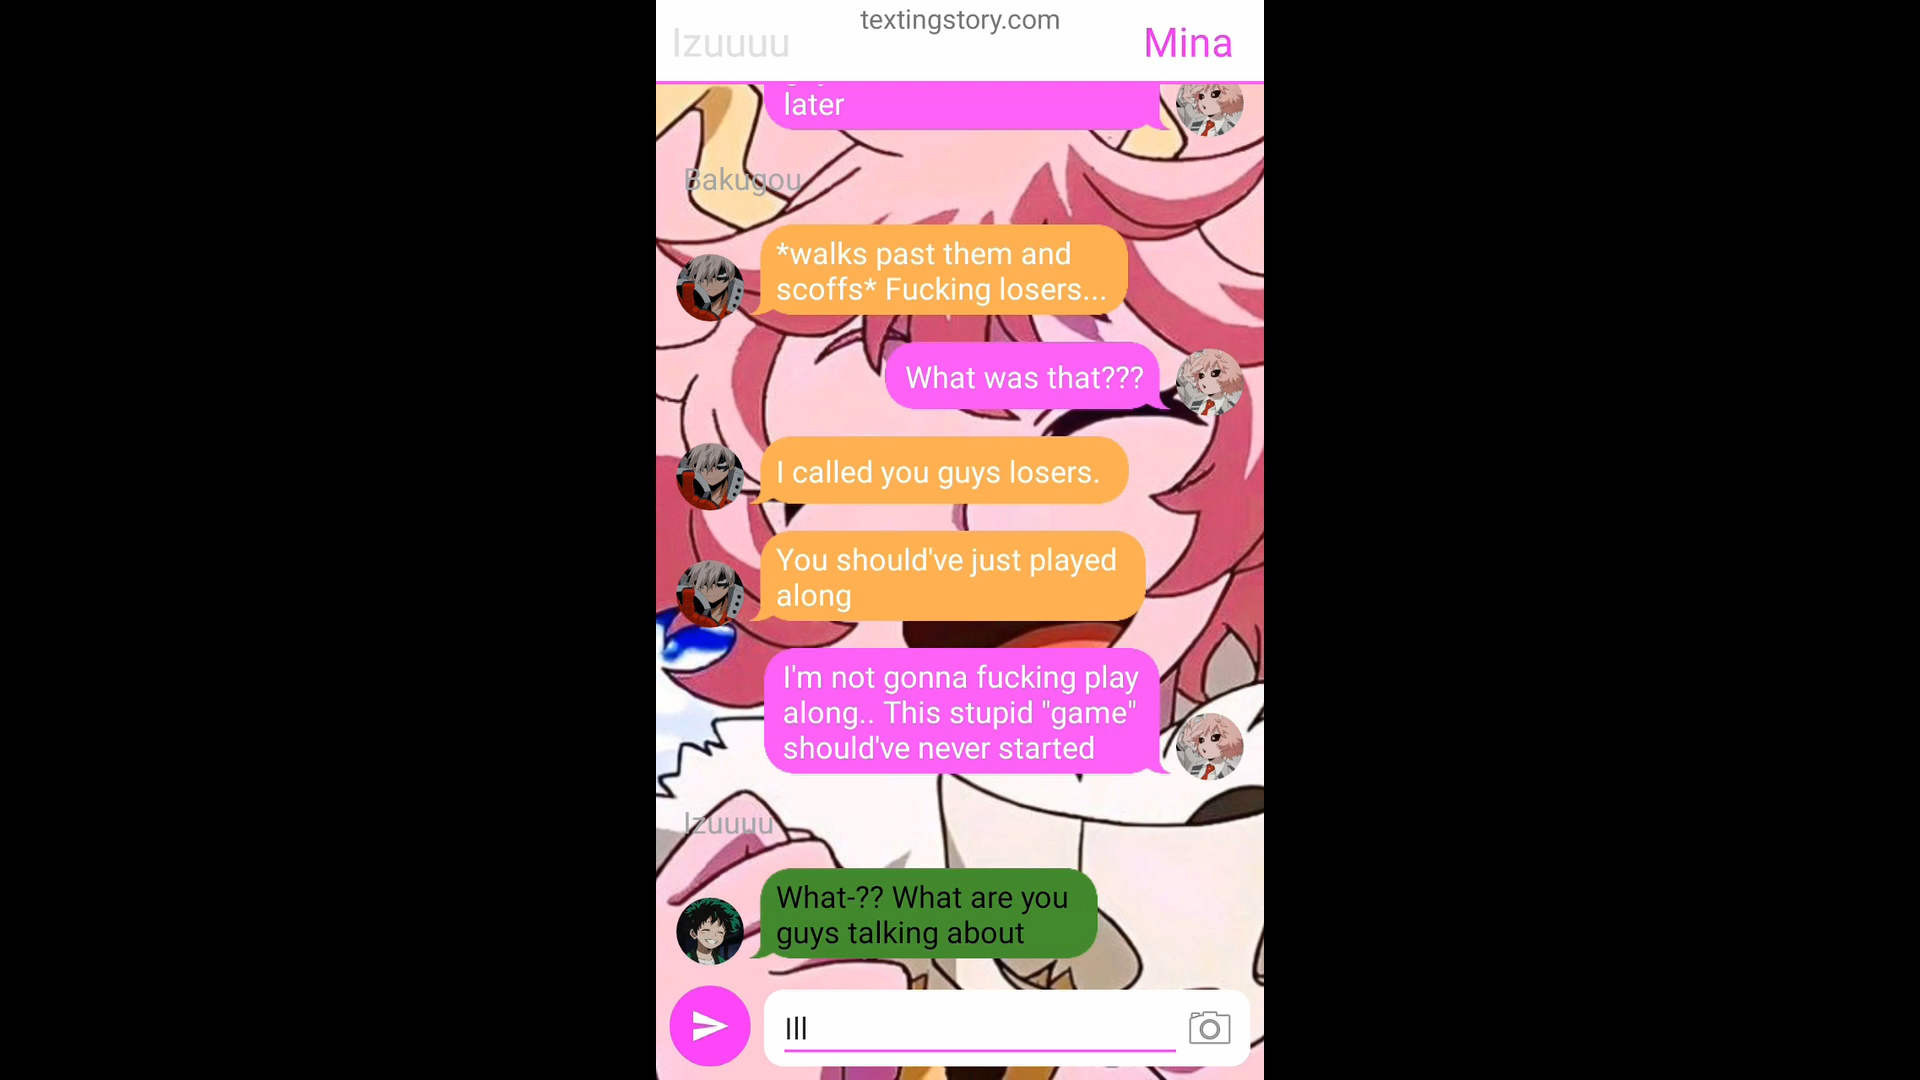 textingstory.com
Izuuuu
Mina
later
Bakugou
*walks past them and
scoffs* Fucking losers...
What was that???
I called you guys losers.
You should've just played
along
I'm not gonna fucking play
along.. This stupid "game"
should've never started
Izuuuu
What-?? What are you
guys talking about